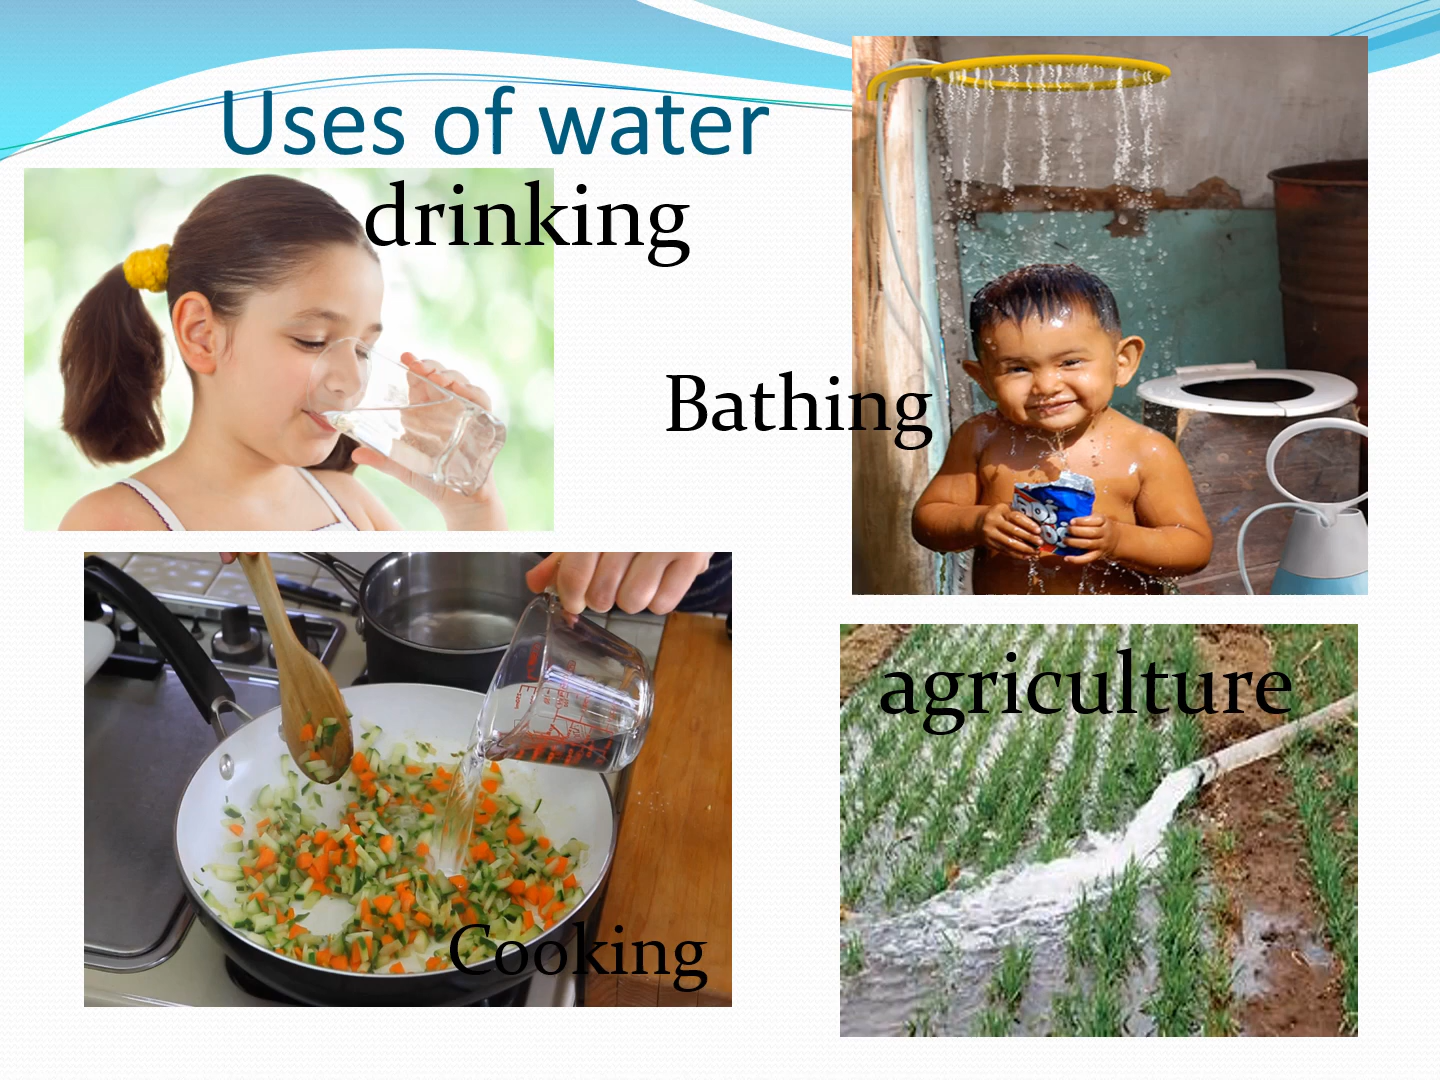 Uses of water
drinking
Bathing
Cooking
agriculture